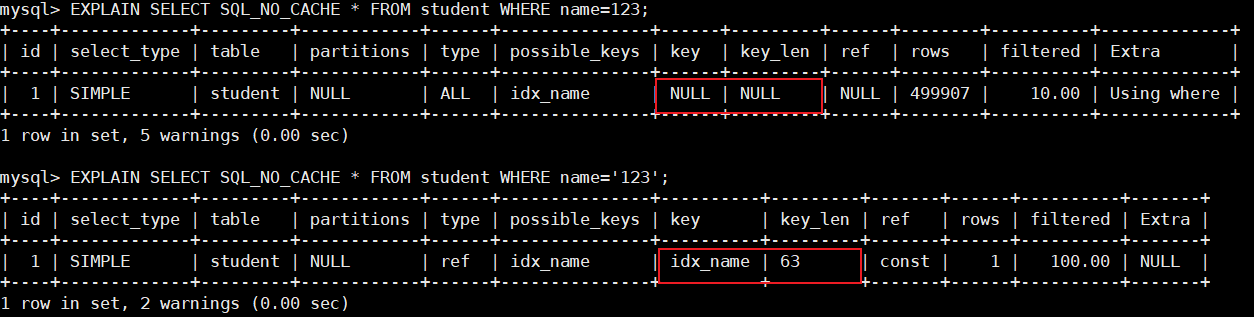 mysql> EXPLAIN SELECT SQL_NO_CACHE * FROM student WHERE name=123;
+----+-------------+---------+------------+------+---------------+------+---------+------+--------+----------+-------------+
| id | select_type | table   | partitions | type | possible_keys | key  | key_len | ref  | rows   | filtered | Extra       |
+----+-------------+---------+------------+------+---------------+------+---------+------+--------+----------+-------------+
|  1 | SIMPLE      | student | NULL       | ALL  | idx_name      | NULL | NULL    | NULL | 499907 |    10.00 | Using where |
+----+-------------+---------+------------+------+---------------+------+---------+------+--------+----------+-------------+
1 row in set, 5 warnings (0.00 sec)
mysql> EXPLAIN SELECT SQL_NO_CACHE * FROM student WHERE name='123';
+----+-------------+---------+------------+------+---------------+----------+---------+-------+------+----------+-------+
| id | select_type | table   | partitions | type | possible_keys | key      | key_len | ref   | rows | filtered | Extra |
+----+-------------+---------+------------+------+---------------+----------+---------+-------+------+----------+-------+
|  1 | SIMPLE      | student | NULL       | ref  | idx_name      | idx_name | 63      | const |    1 |   100.00 | NULL  |
+----+-------------+---------+------------+------+---------------+----------+---------+-------+------+----------+-------+
1 row in set, 2 warnings (0.00 sec)